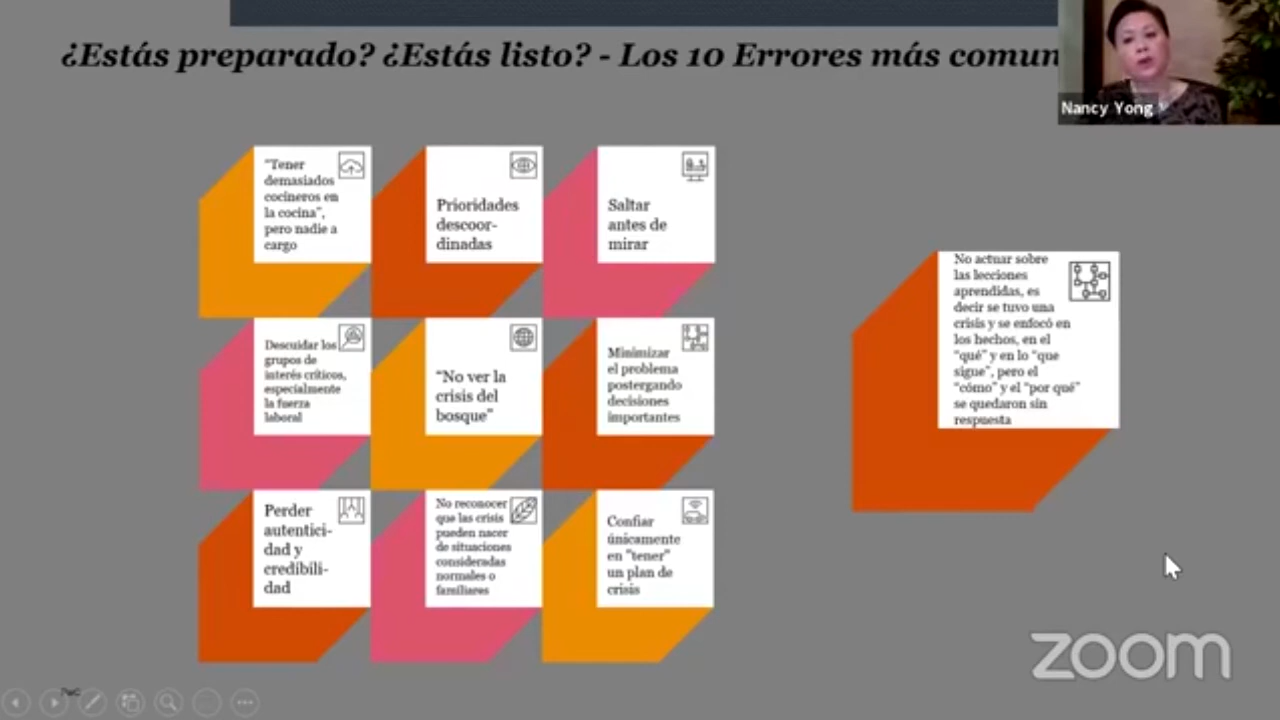 ¿Estás preparado? ¿Estás listo? - Los 10 Errores más comun
Nancy Yong
"Tener
demasiados
cocineros en
la cocina",
pero nadie a
cargo
Prioridades
descoor-
dinadas
Saltar
antes de
mirar
Descuidar los
grupos de
interés críticos,
especialmente
la fuerza
laboral
"No ver la
crisis del
bosque"
Minimizar
el problema
postergando
decisiones
importantes
Perder
autentici-
dad y
credibili-
dad
No reconocer
que las crisis
pueden nacer
de situaciones
consideradas
normales o
familiares
Confiar
únicamente
en "tener"
un plan de
crisis
No actuar sobre
las lecciones
aprendidas, es
decir se tuvo una
crisis y se enfocó en
los hechos, en el
"qué" y en lo "que
sigue", pero el
"cómo" y el "por qué"
se quedaron sin
respuesta
PwC
zoom